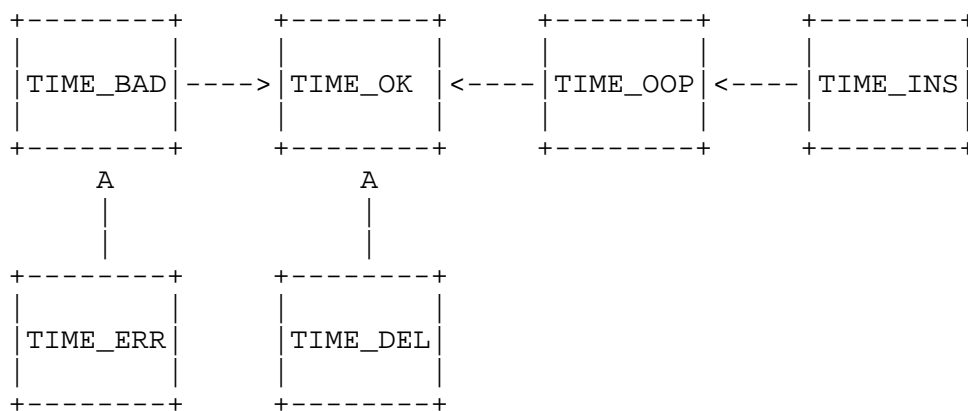 TIME_BAD ----> TIME_OK <---- TIME_OOP <---- TIME_INS
A A
TIME_ERR TIME_DEL